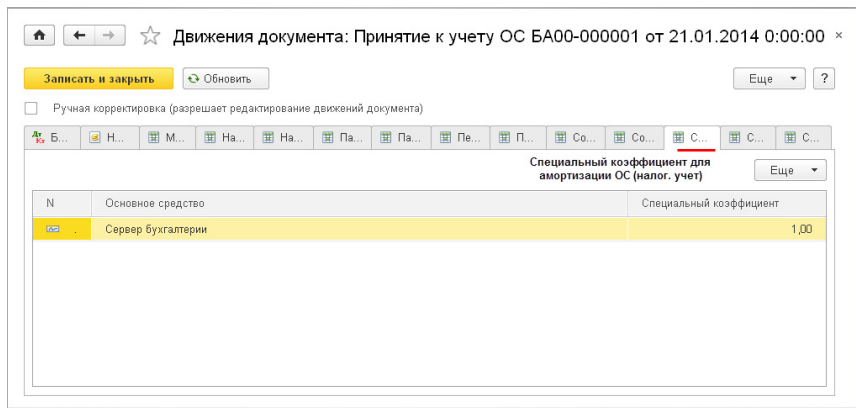 Движения документа: Принятие к учету ОС БА00-000001 от 21.01.2014 0:00:00 ×
Записать и закрыть Обновить Еще ?
Ручная корректировка (разрешает редактирование движений документа)
Дт Кт Б... Н... М... На... На... Па... Па... Пе... П... Со... Со... С... С... С...
Специальный коэффициент для
амортизации ОС (налог. учет) Еще
N Основное средство Специальный коэффициент
. Сервер бухгалтерии 1,00